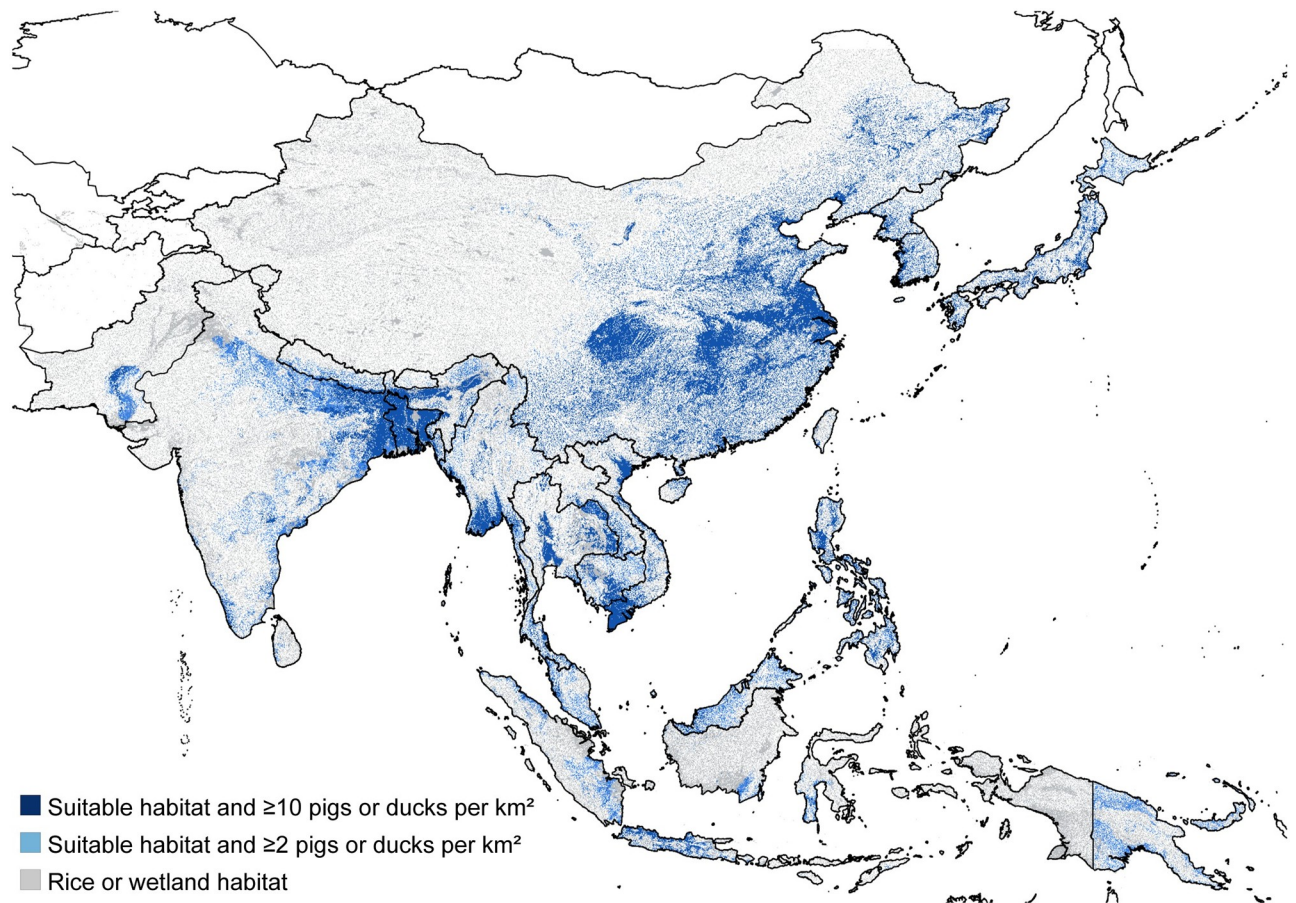 Suitable habitat and ≥10 pigs or ducks per km²
Suitable habitat and ≥2 pigs or ducks per km²
Rice or wetland habitat